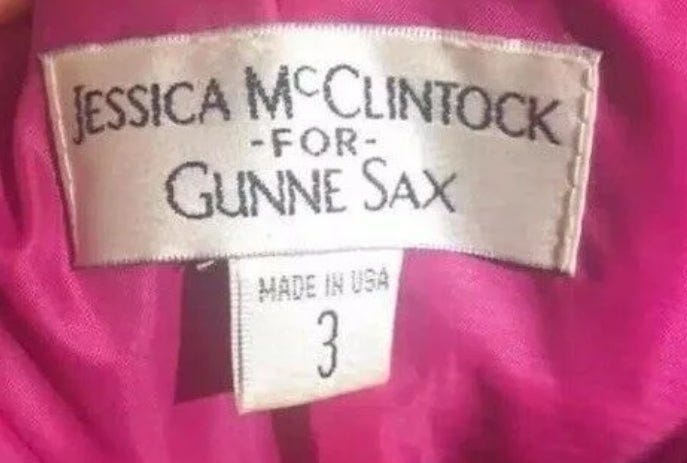 JESSICA McCLINTOCK
-FOR-
GUNNE SAX
MADE IN USA
3